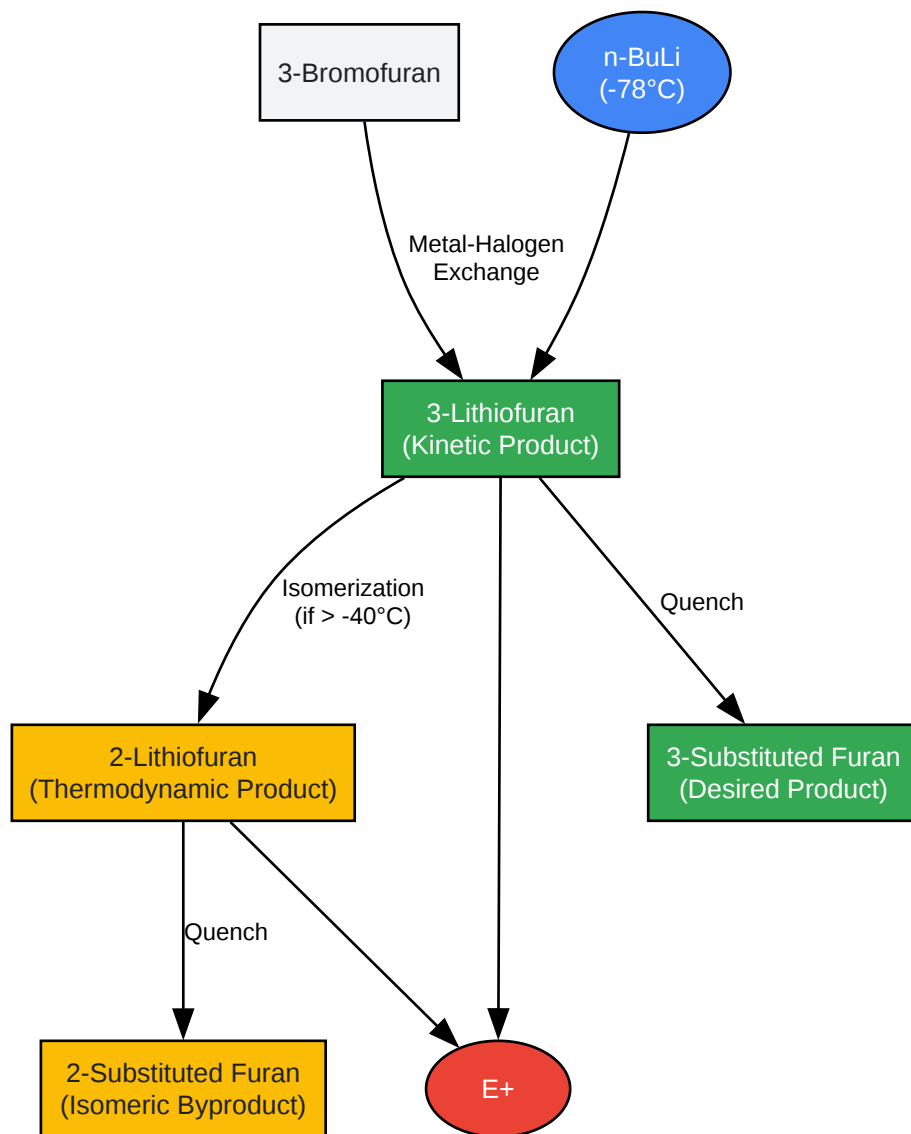 3-Bromofuran
n-BuLi
(-78°C)
Metal-Halogen
Exchange
3-Lithiofuran
(Kinetic Product)
Isomerization
(if > -40°C)
Quench
2-Lithiofuran
(Thermodynamic Product)
3-Substituted Furan
(Desired Product)
Quench
2-Substituted Furan
(Isomeric Byproduct)
E+